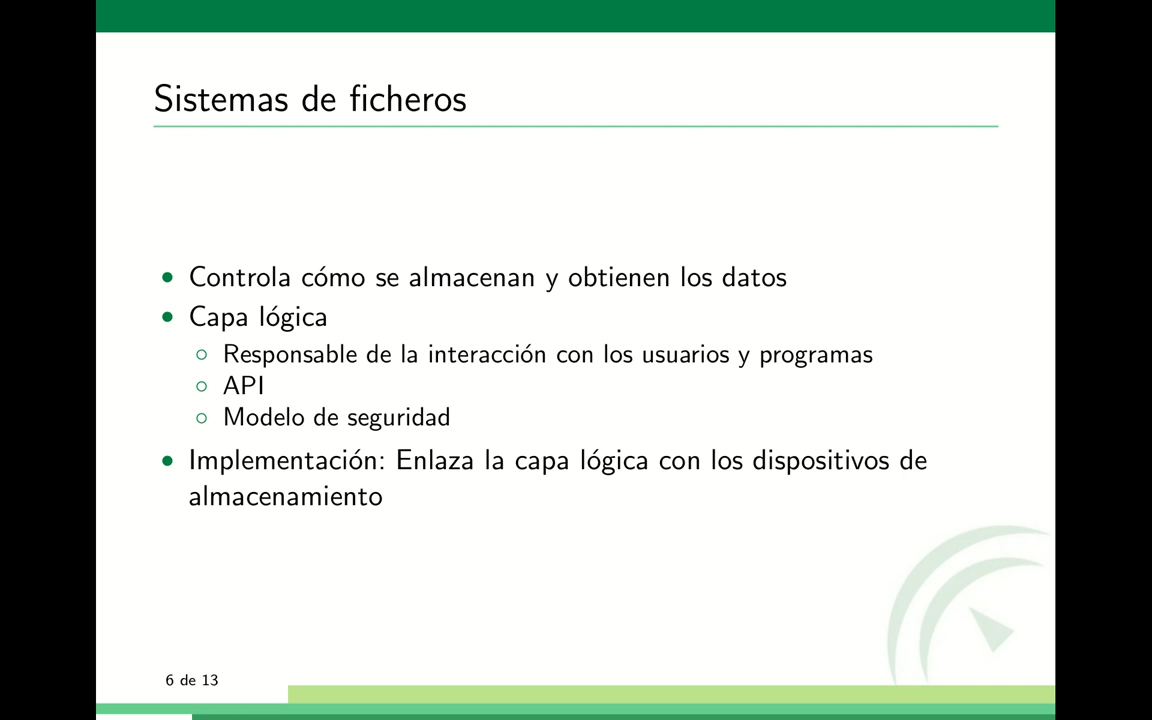 Sistemas de ficheros
• Controla cómo se almacenan y obtienen los datos
• Capa lógica
○ Responsable de la interacción con los usuarios y programas
○ API
○ Modelo de seguridad
• Implementación: Enlaza la capa lógica con los dispositivos de
almacenamiento
6 de 13